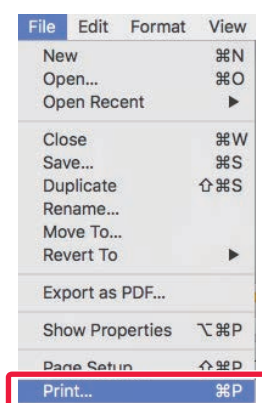 File Edit Format View
New ⌘N
Open... ⌘O
Open Recent ▶
Close ⌘W
Save... ⌘S
Duplicate ⇧⌘S
Rename...
Move To...
Revert To ▶
Export as PDF...
Show Properties ⌥⌘P
Page Setup ⇧⌘P
Print... ⌘P